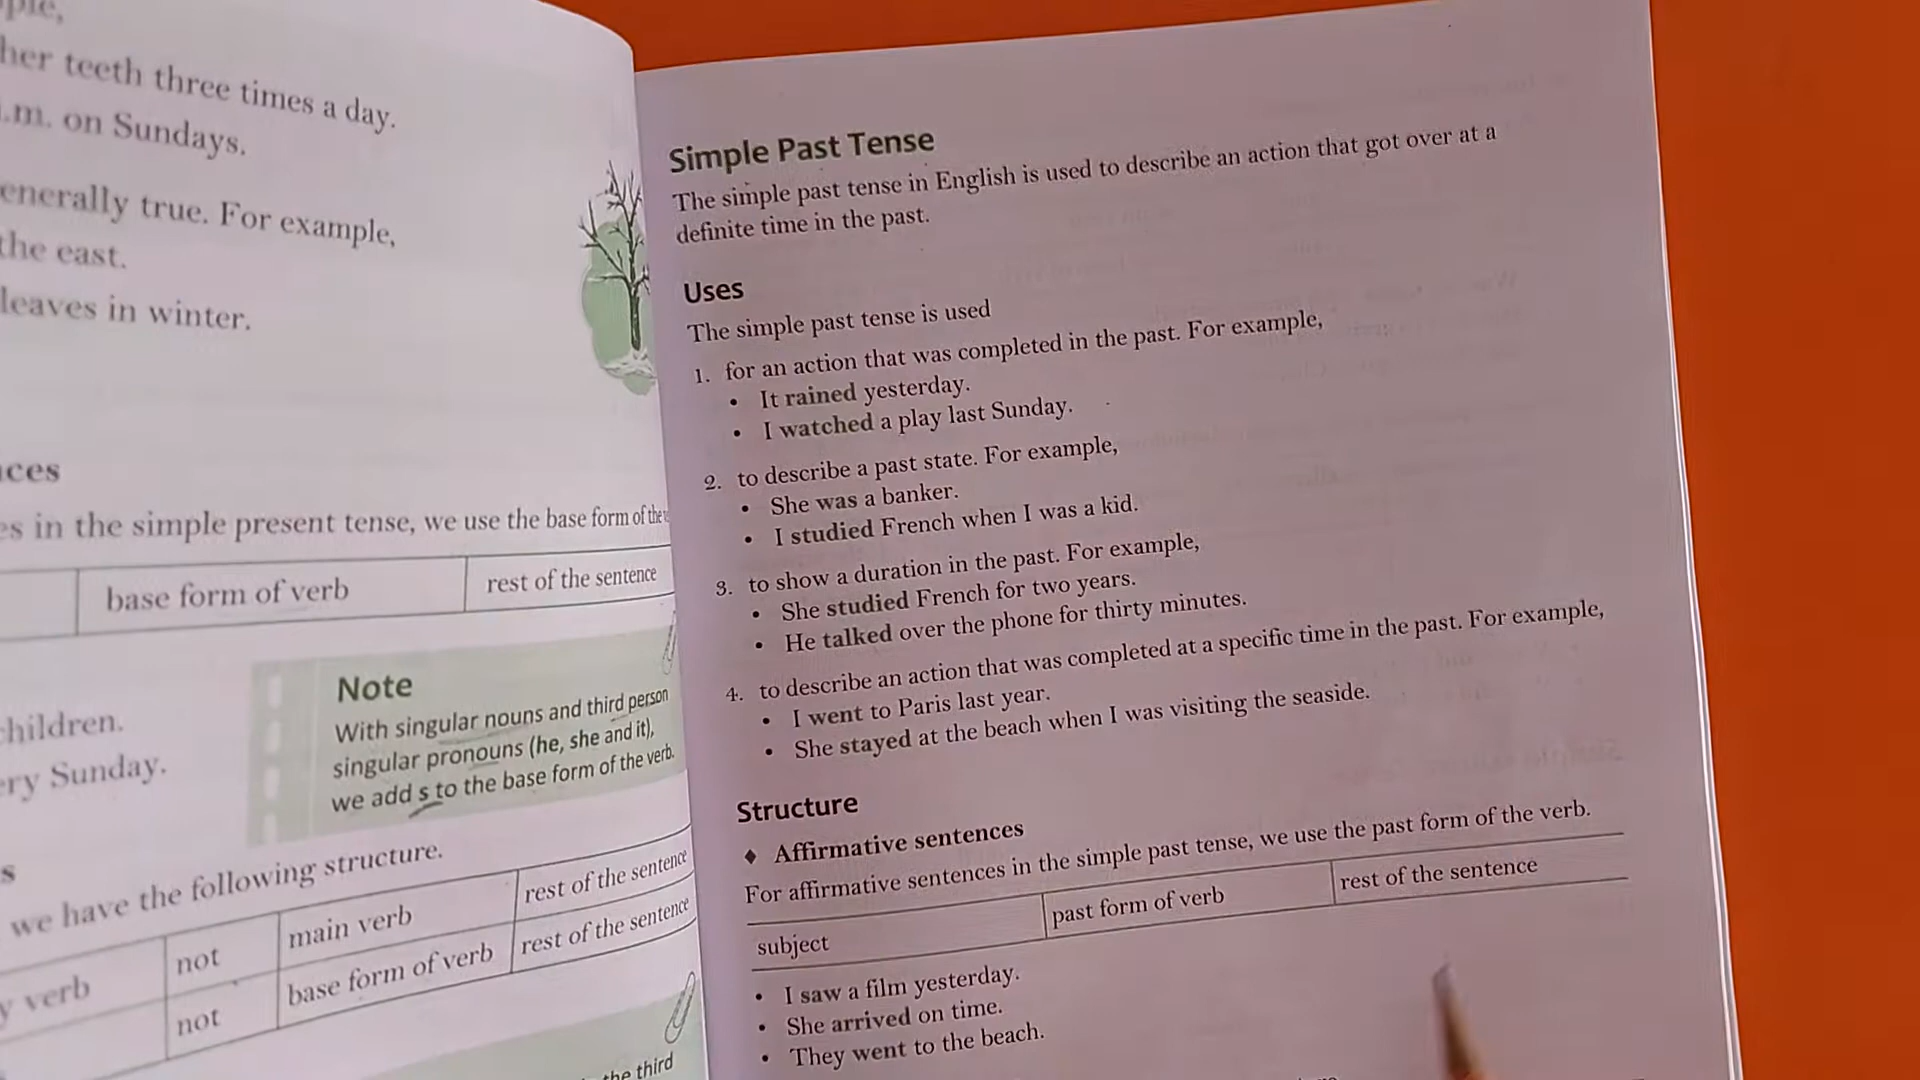 her teeth three times a day.
on Sundays.
true. For example,
the east.
leaves in winter.
in the simple present tense, we use the base form of the
base form of verb
rest of the sentence
Note
With singular nouns and third person
singular pronouns (he, she and it),
we add s to the base form of the verb.
children.
Sunday.
we have the following structure.
not
main verb
rest of the sentence
verb
not
base form of verb
rest of the sentence
the third
Simple Past Tense
The simple past tense in English is used to describe an action that got over at a
definite time in the past.
Uses
The simple past tense is used
1. for an action that was completed in the past. For example,
• It rained yesterday.
• I watched a play last Sunday.
2. to describe a past state. For example,
• She was a banker.
• I studied French when I was a kid.
3. to show a duration in the past. For example,
• She studied French for two years.
• He talked over the phone for thirty minutes.
4. to describe an action that was completed at a specific time in the past. For example,
• I went to Paris last year.
• She stayed at the beach when I was visiting the seaside.
Structure
♦ Affirmative sentences
For affirmative sentences in the simple past tense, we use the past form of the verb.
subject
past form of verb
rest of the sentence
• I saw a film yesterday.
• She arrived on time.
• They went to the beach.